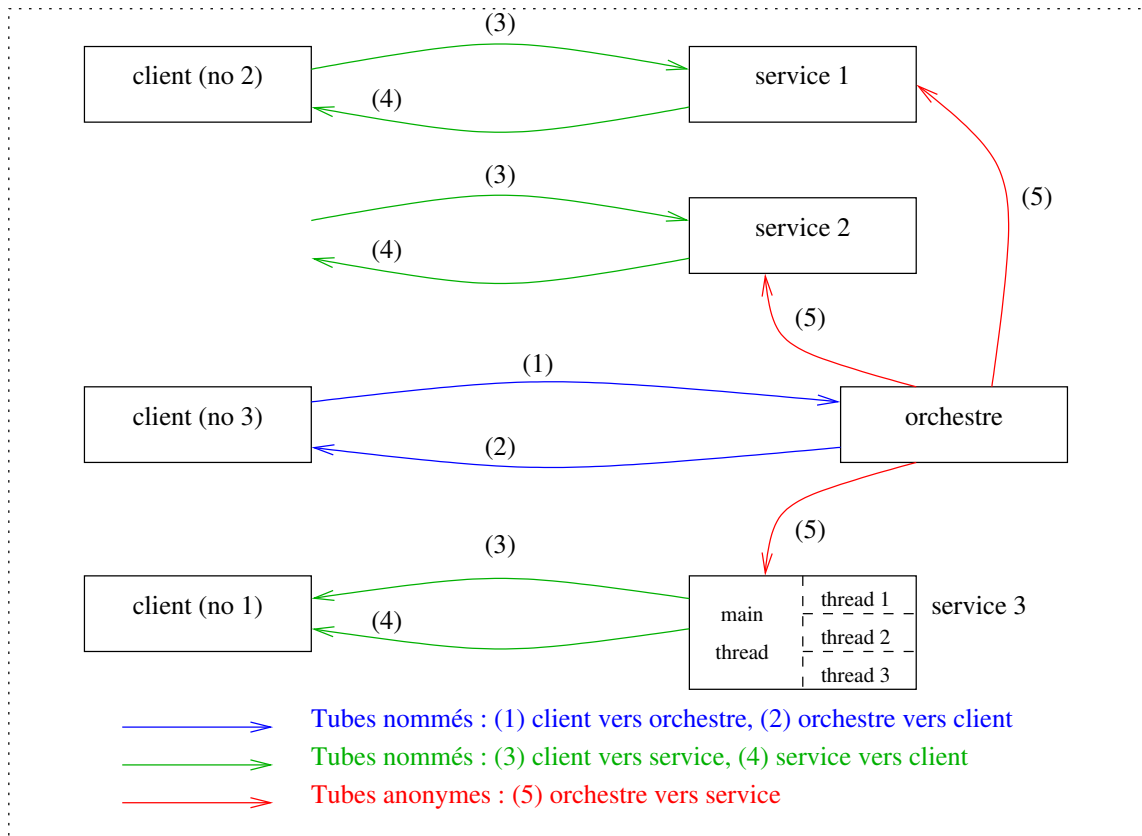 (3)
client (no 2)
service 1
(4)
(3)
(5)
service 2
(4)
(5)
(1)
client (no 3)
orchestre
(2)
(5)
(3)
client (no 1)
thread 1
service 3
main
(4)
thread 2
thread
thread 3
Tubes nommés : (1) client vers orchestre, (2) orchestre vers client
Tubes nommés : (3) client vers service, (4) service vers client
Tubes anonymes : (5) orchestre vers service